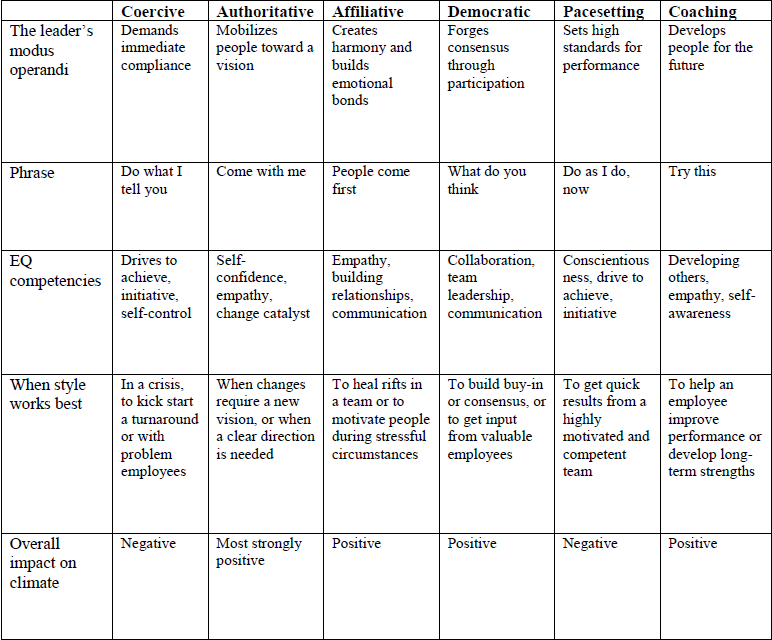 Coercive Authoritative Affiliative Democratic Pacesetting Coaching
The leader’s
modus
operandi
Demands
immediate
compliance
Mobilizes
people toward a
vision
Creates
harmony and
builds
emotional
bonds
Forges
consensus
through
participation
Sets high
standards for
performance
Develops
people for the
future
Phrase
Do what I
tell you
Come with me
People come
first
What do you
think
Do as I do,
now
Try this
EQ
competencies
Drives to
achieve,
initiative,
self-control
Self-
confidence,
empathy,
change catalyst
Empathy,
building
relationships,
communication
Collaboration,
team
leadership,
communication
Conscientious
ness, drive to
achieve,
initiative
Developing
others,
empathy, self-
awareness
When style
works best
In a crisis,
to kick start
a turnaround
or with
problem
employees
When changes
require a new
vision, or when
a clear direction
is needed
To heal rifts in
a team or to
motivate people
during stressful
circumstances
To build buy-in
or consensus, or
to get input
from valuable
employees
To get quick
results from a
highly
motivated and
competent
team
To help an
employee
improve
performance or
develop long-
term strengths
Overall
impact on
climate
Negative
Most strongly
positive
Positive
Positive
Negative
Positive